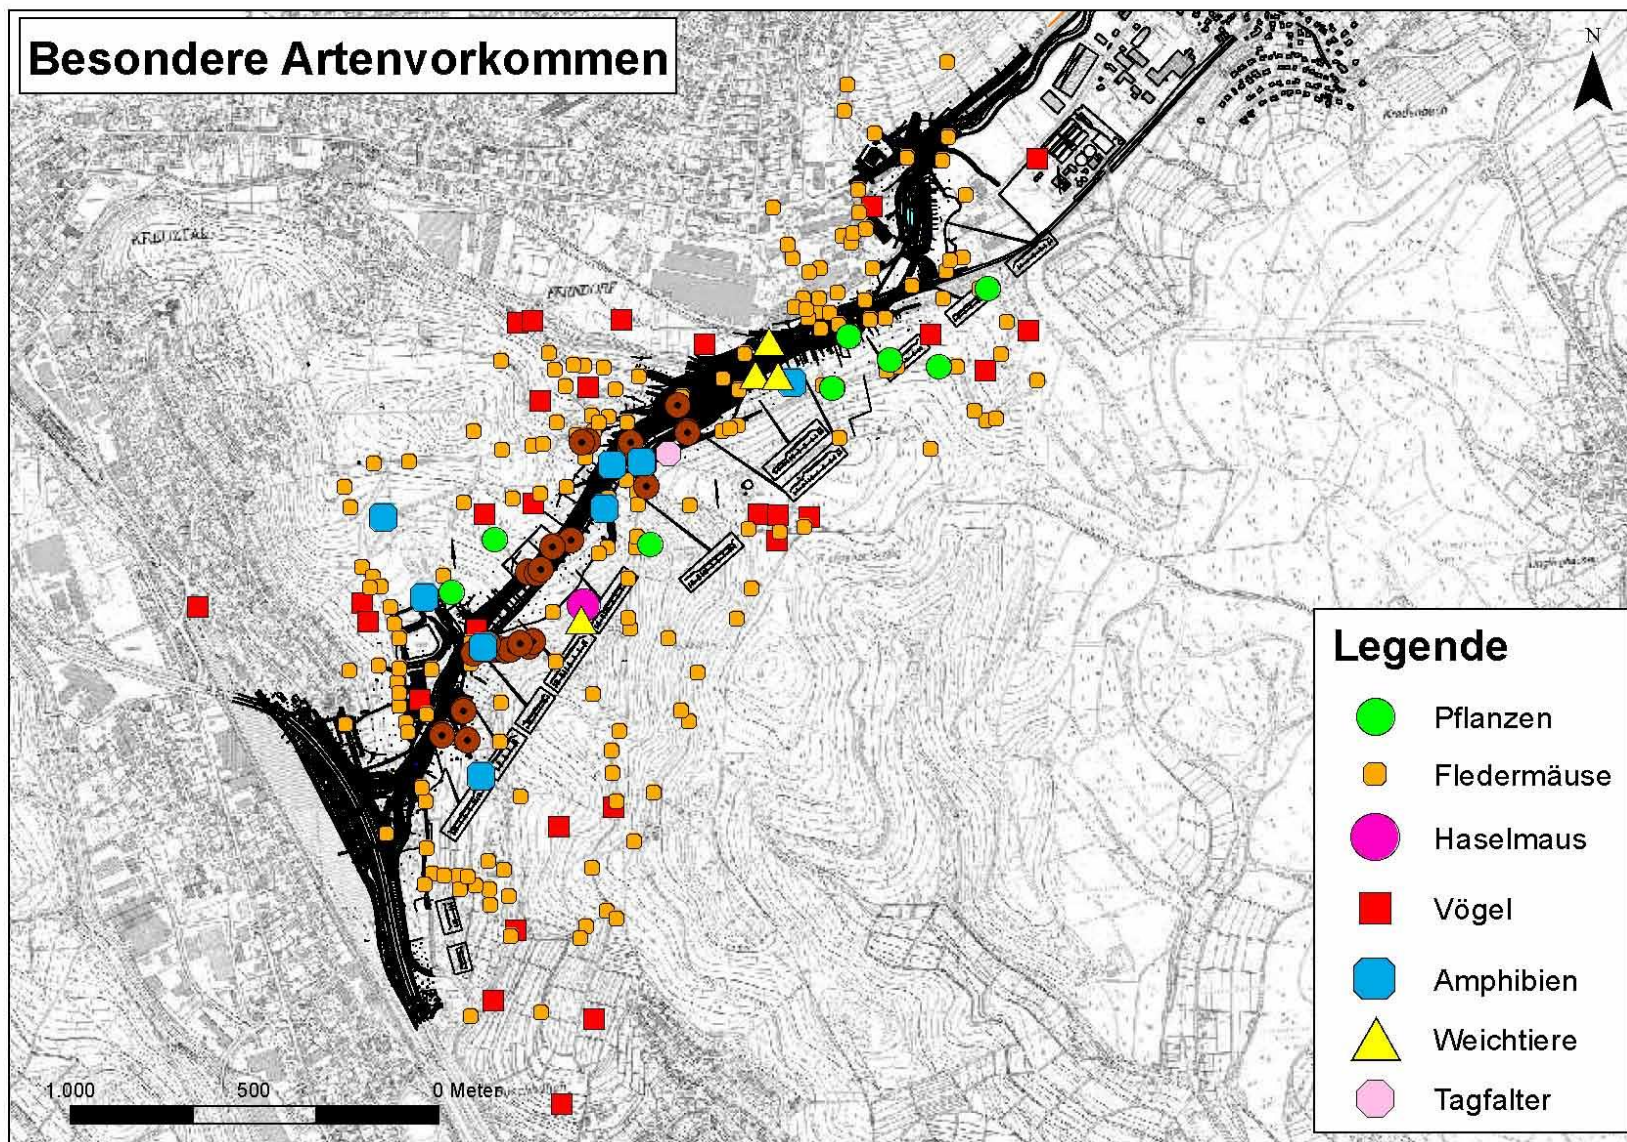 Besondere Artenvorkommen
N
KREUZTAL
Legende
Pflanzen
Fledermäuse
Haselmaus
Vögel
Amphibien
Weichtiere
Tagfalter
1.000 500 0 Meter